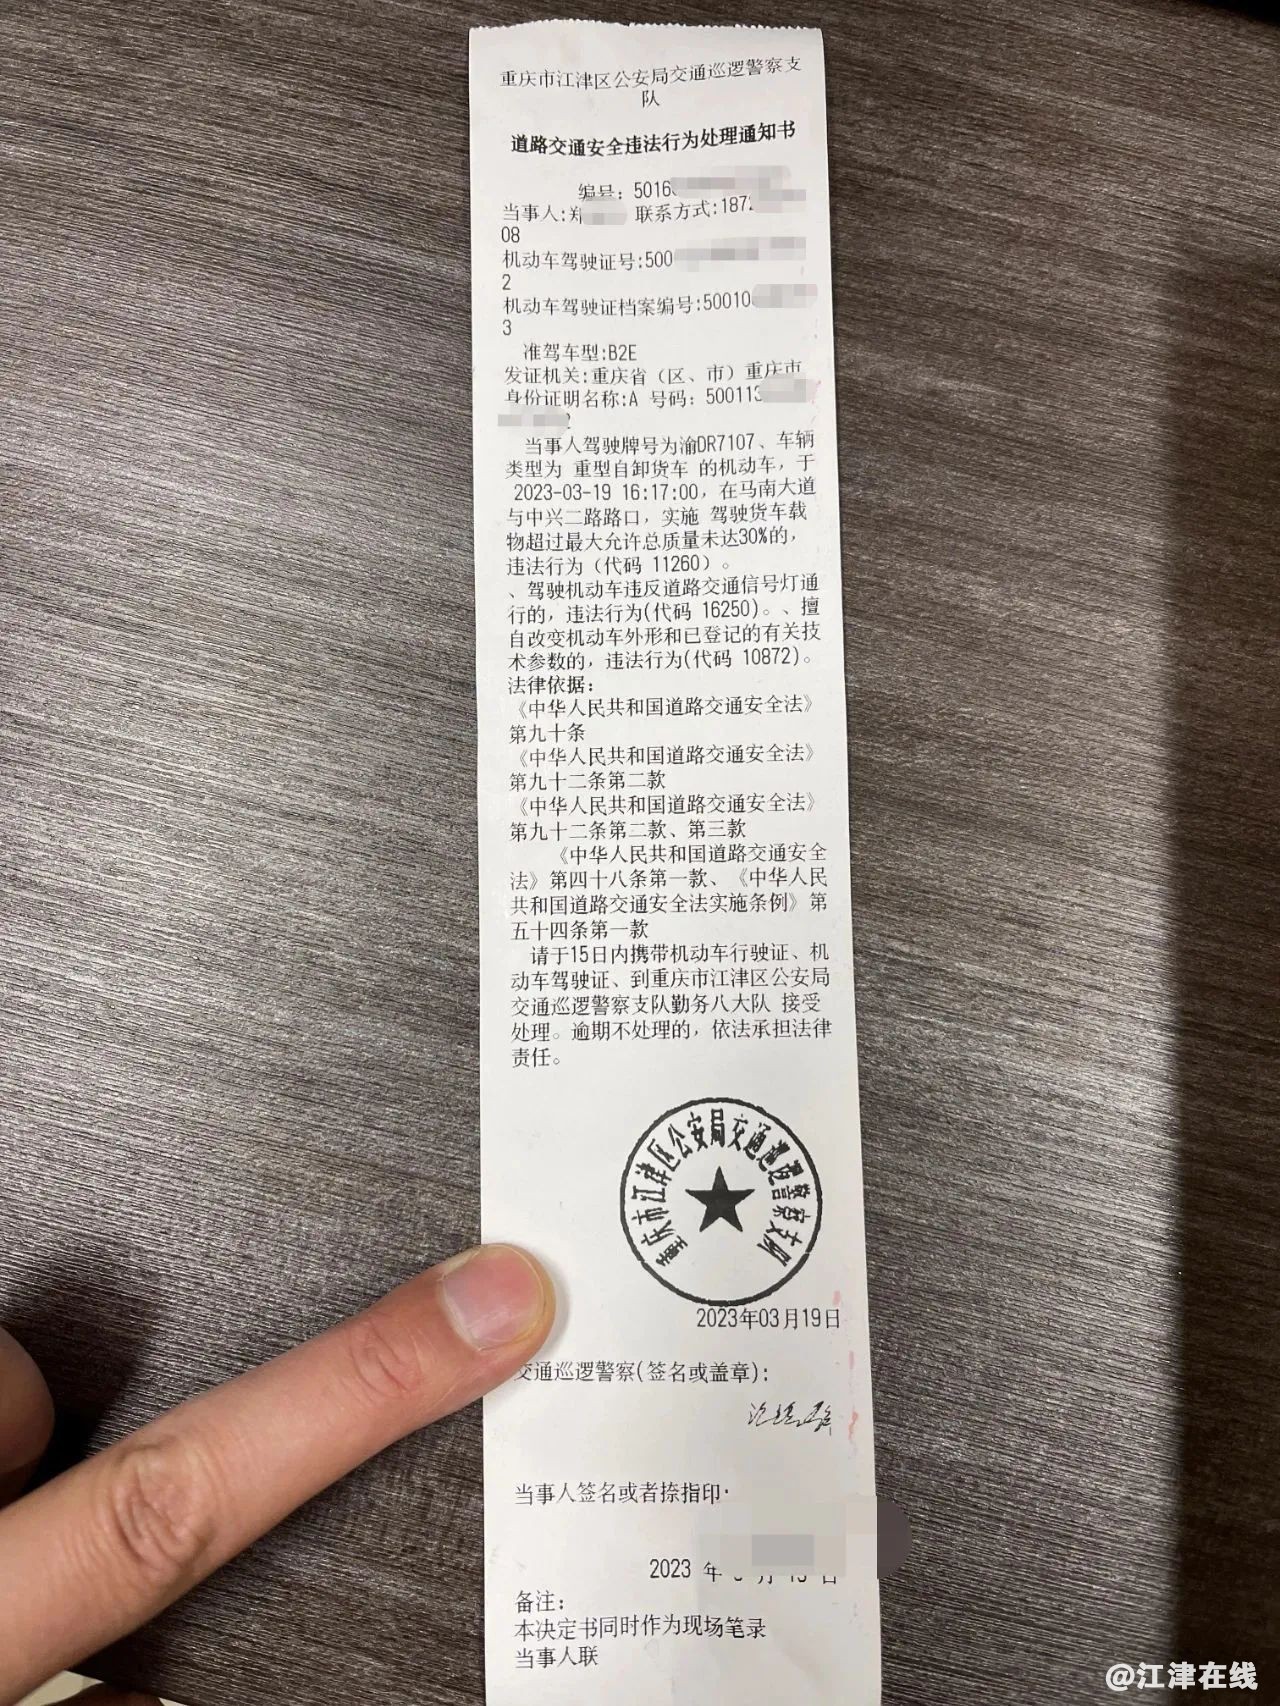 重庆市江津区公安局交通巡逻警察支
队
道路交通安全违法行为处理通知书
编号：5016
当事人:郑 联系方式:187
08
机动车驾驶证号:500
2
机动车驾驶证档案编号:50010
3
准驾车型:B2E
发证机关:重庆省（区、市）重庆市
身份证明名称:A 号码：500113
2
当事人驾驶牌号为渝DR7107、车辆
类型为 重型自卸货车 的机动车，于
2023-03-19 16:17:00，在马南大道
与中兴二路路口，实施 驾驶货车载
物超过最大允许总质量未达30%的，
违法行为（代码 11260）。
、驾驶机动车违反道路交通信号灯通
行的，违法行为(代码 16250)。、擅
自改变机动车外形和已登记的有关技
术参数的，违法行为(代码 10872)。
法律依据：
《中华人民共和国道路交通安全法》
第九十条
《中华人民共和国道路交通安全法》
第九十二条第二款
《中华人民共和国道路交通安全法》
第九十二条第二款、第三款
《中华人民共和国道路交通安全
法》第四十八条第一款、《中华人民
共和国道路交通安全法实施条例》第
五十四条第一款
请于15日内携带机动车行驶证、机
动车驾驶证、到重庆市江津区公安局
交通巡逻警察支队勤务八大队 接受
处理。逾期不处理的，依法承担法律
责任。
重庆市江津区公安局交通巡逻警察支队
2023年03月19日
交通巡逻警察(签名或盖章)：
当事人签名或者捺指印
2023 年 月 日
备注：
本决定书同时作为现场笔录
当事人联
@江津在线